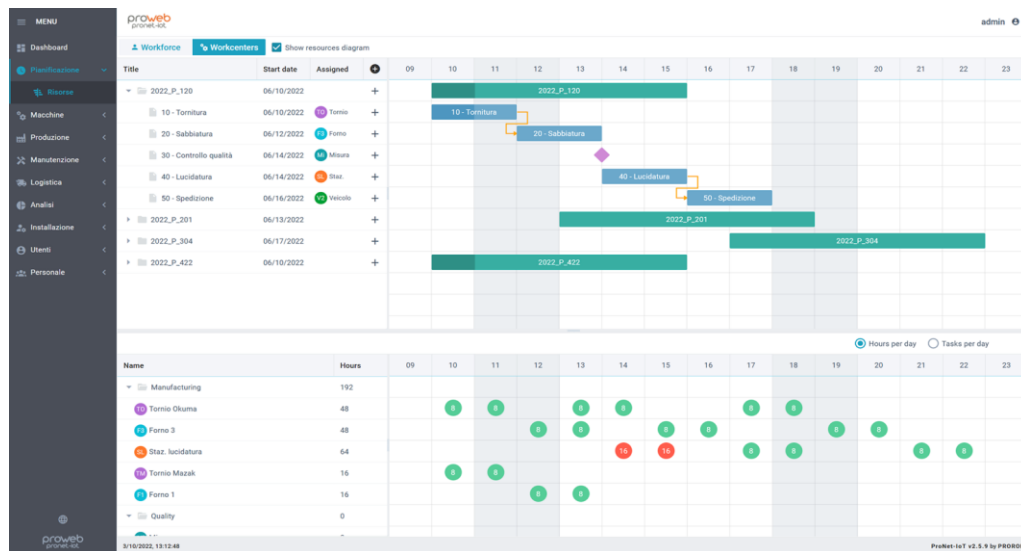 MENU
proweb
pronet-iot
admin
Dashboard
Workforce
Workcenters
Show resources diagram
Pianificazione
Title Start date Assigned 09 10 11 12 13 14 15 16 17 18 19 20 21 22 23
Risorse
2022_P_120 06/10/2022 + 2022_P_120
Macchine
10 - Tornitura 06/10/2022 TO Tornio + 10 - Tornitura
Produzione
20 - Sabbiatura 06/12/2022 F3 Forno + 20 - Sabbiatura
Manutenzione
30 - Controllo qualità 06/14/2022 MI Misura +
Logistica
40 - Lucidatura 06/14/2022 SL Staz. + 40 - Lucidatura
Analisi
50 - Spedizione 06/16/2022 V2 Veicolo + 50 - Spedizione
Installazione
2022_P_201 06/13/2022 + 2022_P_201
Utenti
2022_P_304 06/17/2022 + 2022_P_304
Personale
2022_P_422 06/10/2022 + 2022_P_422
Hours per day Tasks per day
Name Hours 09 10 11 12 13 14 15 16 17 18 19 20 21 22 23
Manufacturing 192
TO Tornio Okuma 48 8 8 8 8 8 8
F3 Forno 3 48 8 8 8 8 8 8
SL Staz. lucidatura 64 16 16 8 8 8 8
TM Tornio Mazak 16 8 8
F1 Forno 1 16 8 8
Quality 0
proweb
pronet-iot
3/10/2022, 13:12:48
ProNet-IoT v2.5.9 by PRORO